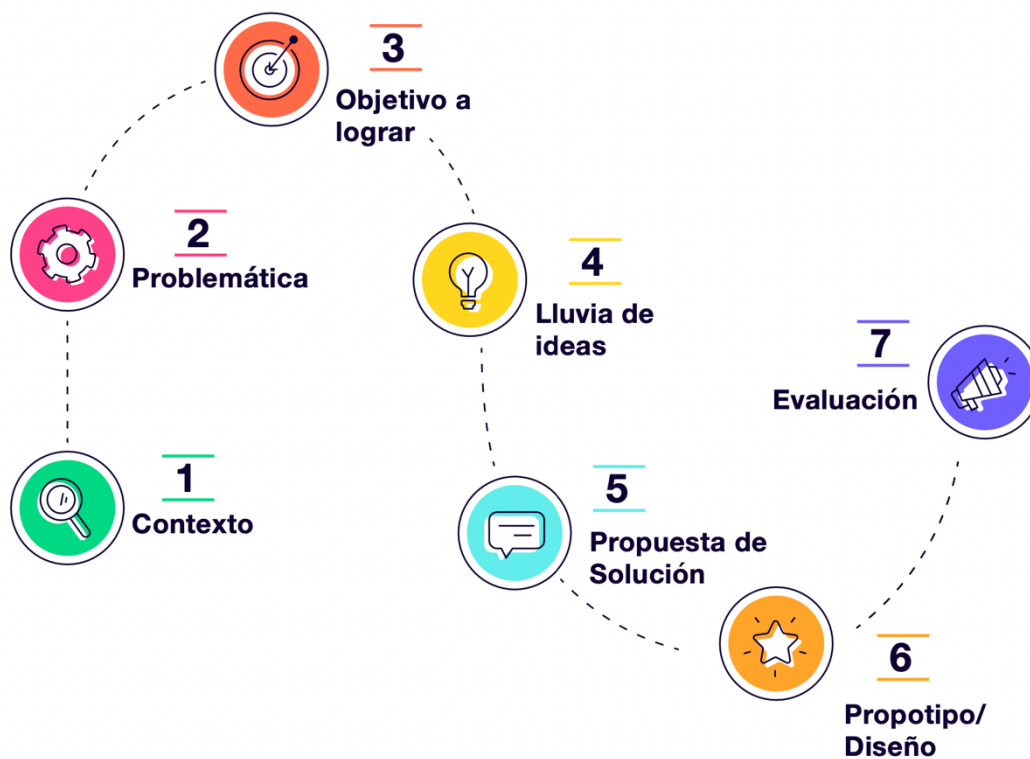 1
Contexto
2
Problemática
3
Objetivo a
lograr
4
Lluvia de
ideas
5
Propuesta de
Solución
6
Propotipo/
Diseño
7
Evaluación